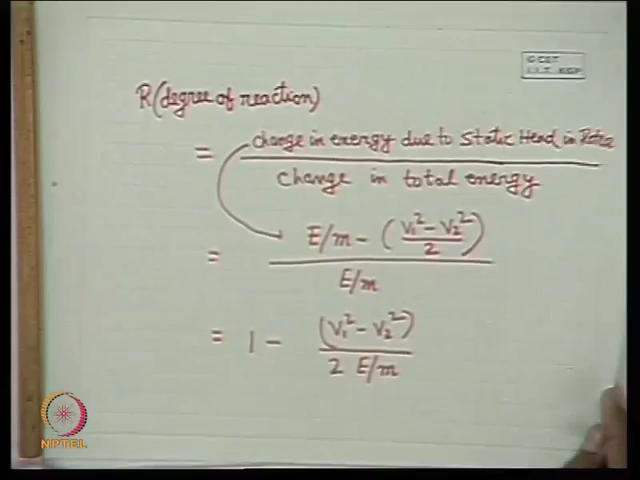 © CET
I.I.T. KGP
R(degree of reaction)
= change in energy due to Static Head in Rotor
change in total energy
= E/m - (V₁² - V₂² / 2)
E/m
= 1 - (V₁² - V₂²)
2 E/m
NPTEL